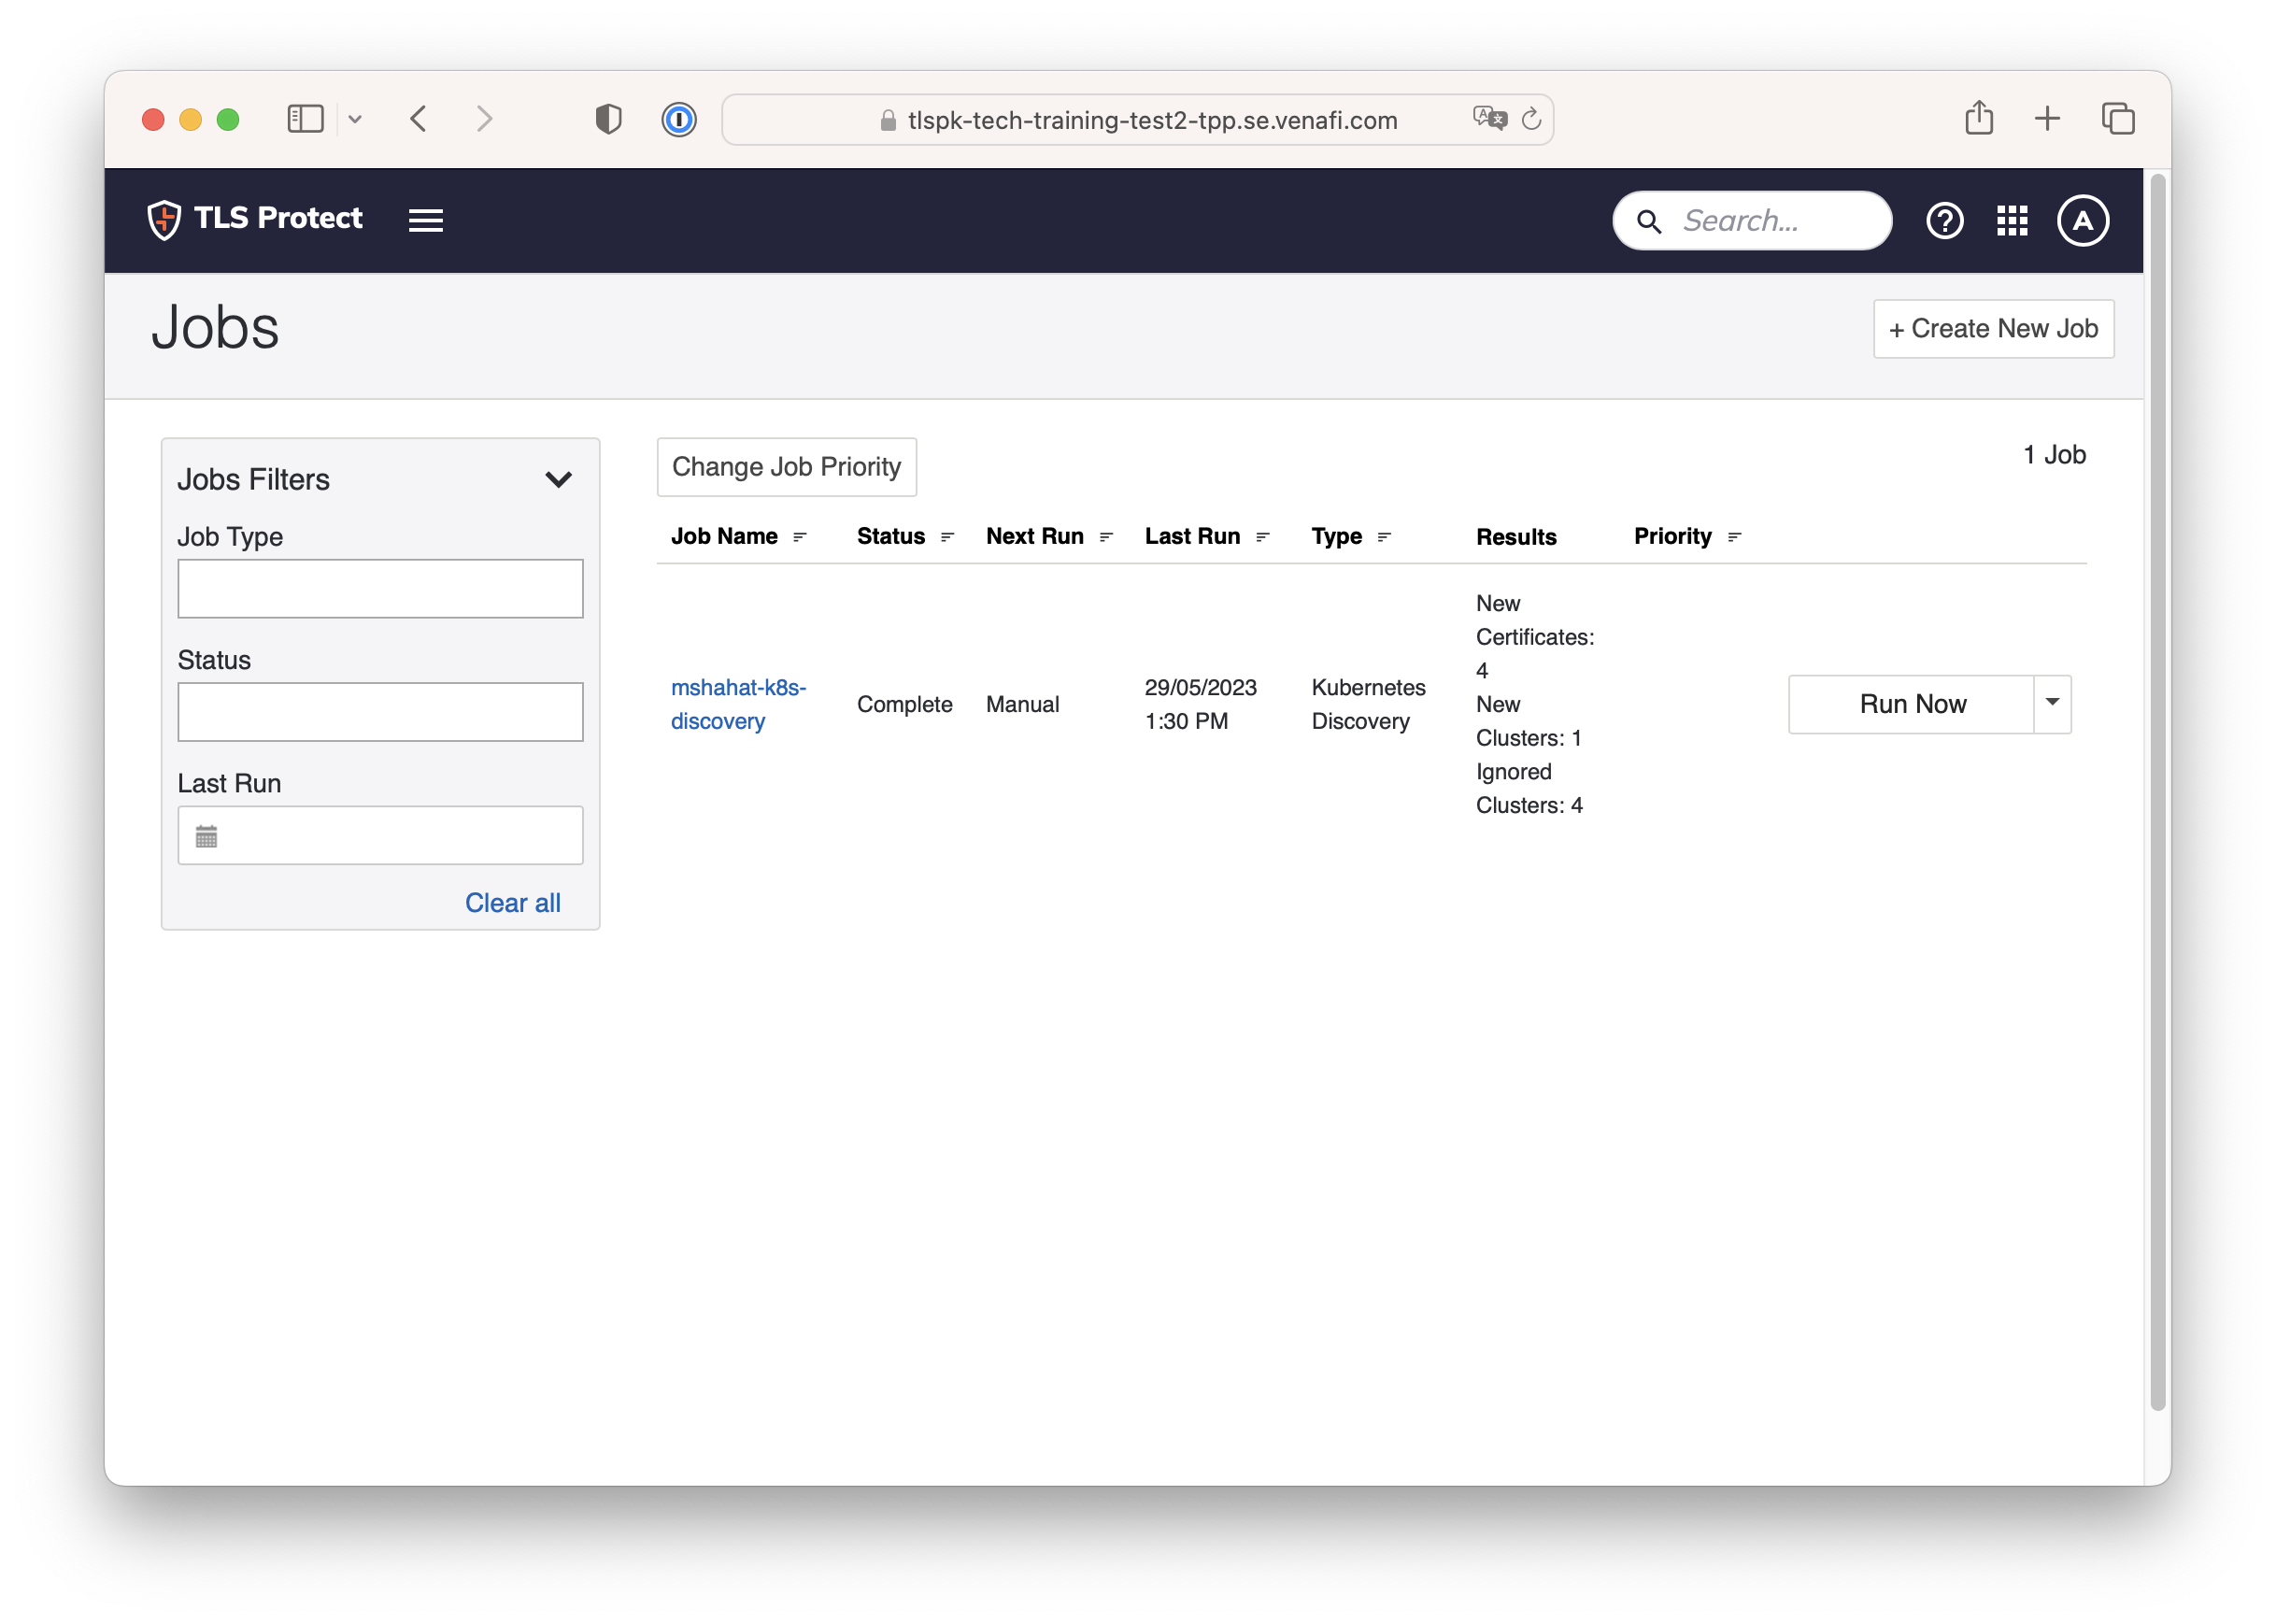 tlspk-tech-training-test2-tpp.se.venafi.com
TLS Protect
Search...
A
Jobs
+ Create New Job
Jobs Filters
Job Type
Status
Last Run
Clear all
Change Job Priority
1 Job
Job Name Status Next Run Last Run Type Results Priority
mshahat-k8s-
discovery
Complete
Manual
29/05/2023
1:30 PM
Kubernetes
Discovery
New
Certificates:
4
New
Clusters: 1
Ignored
Clusters: 4
Run Now